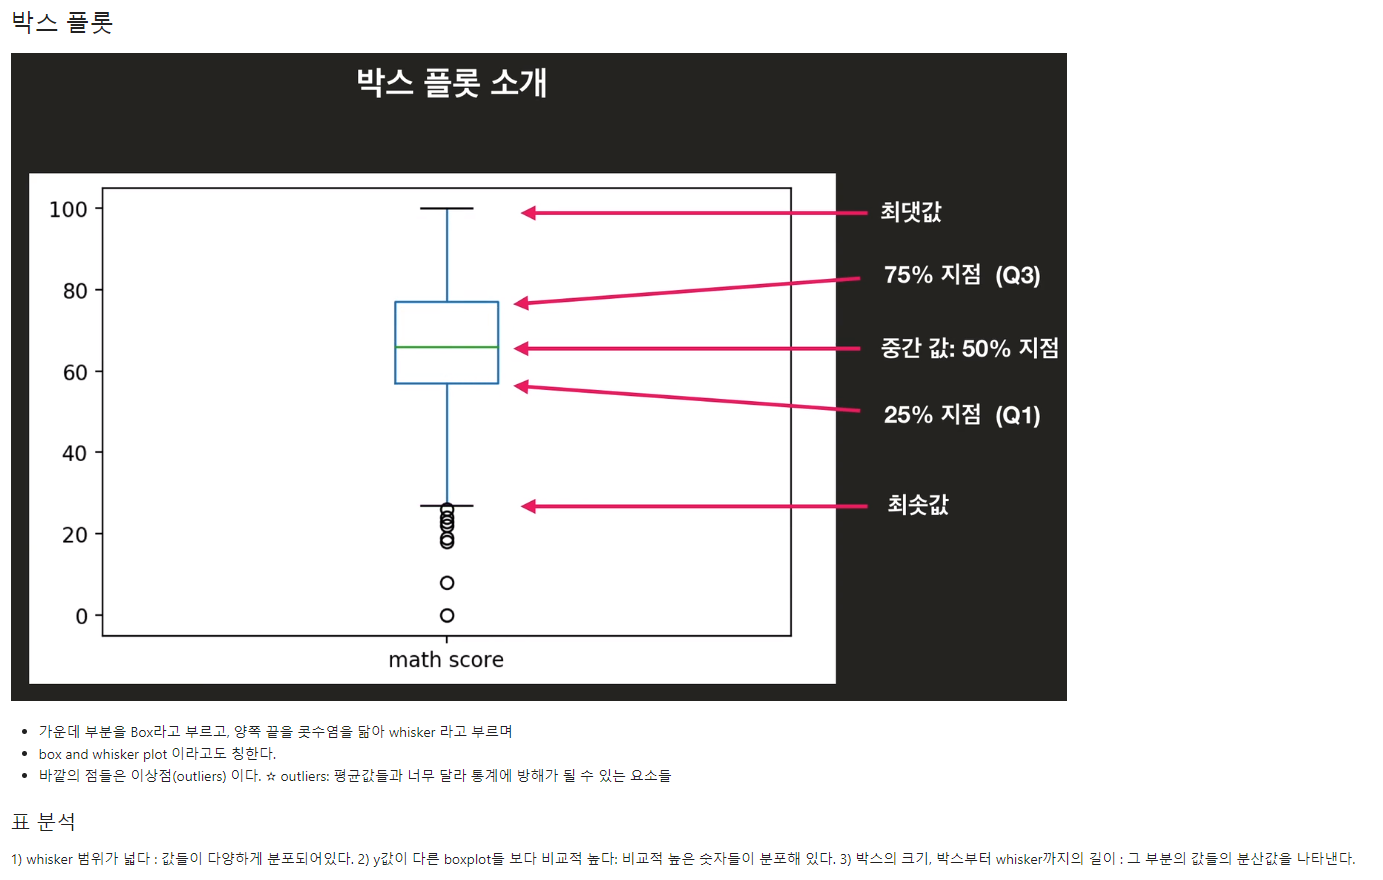 박스 플롯
박스 플롯 소개
100
80
60
40
20
0
math score
최댓값
75% 지점 (Q3)
중간 값: 50% 지점
25% 지점 (Q1)
최솟값
• 가운데 부분을 Box라고 부르고, 양쪽 끝을 콧수염을 닮아 whisker 라고 부르며
• box and whisker plot 이라고도 칭한다.
• 바깥의 점들은 이상점(outliers) 이다. ☆ outliers: 평균값들과 너무 달라 통계에 방해가 될 수 있는 요소들
표 분석
1) whisker 범위가 넓다 : 값들이 다양하게 분포되어있다. 2) y값이 다른 boxplot들 보다 비교적 높다: 비교적 높은 숫자들이 분포해 있다. 3) 박스의 크기, 박스부터 whisker까지의 길이 : 그 부분의 값들의 분산값을 나타낸다.